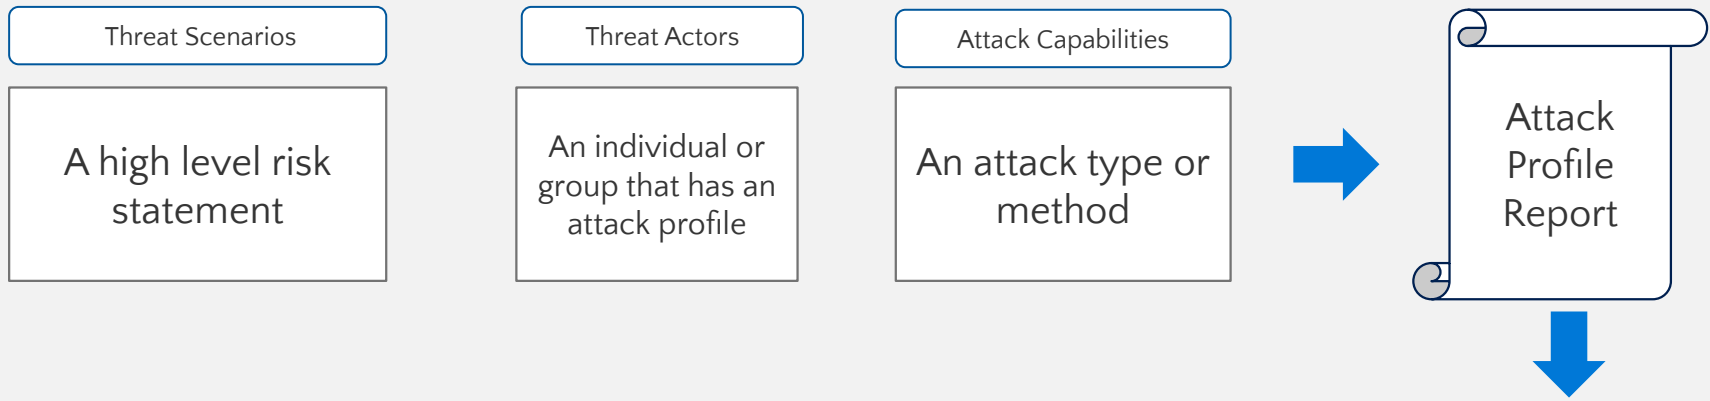 Threat Scenarios
A high level risk
statement
Threat Actors
An individual or
group that has an
attack profile
Attack Capabilities
An attack type or
method
Attack
Profile
Report